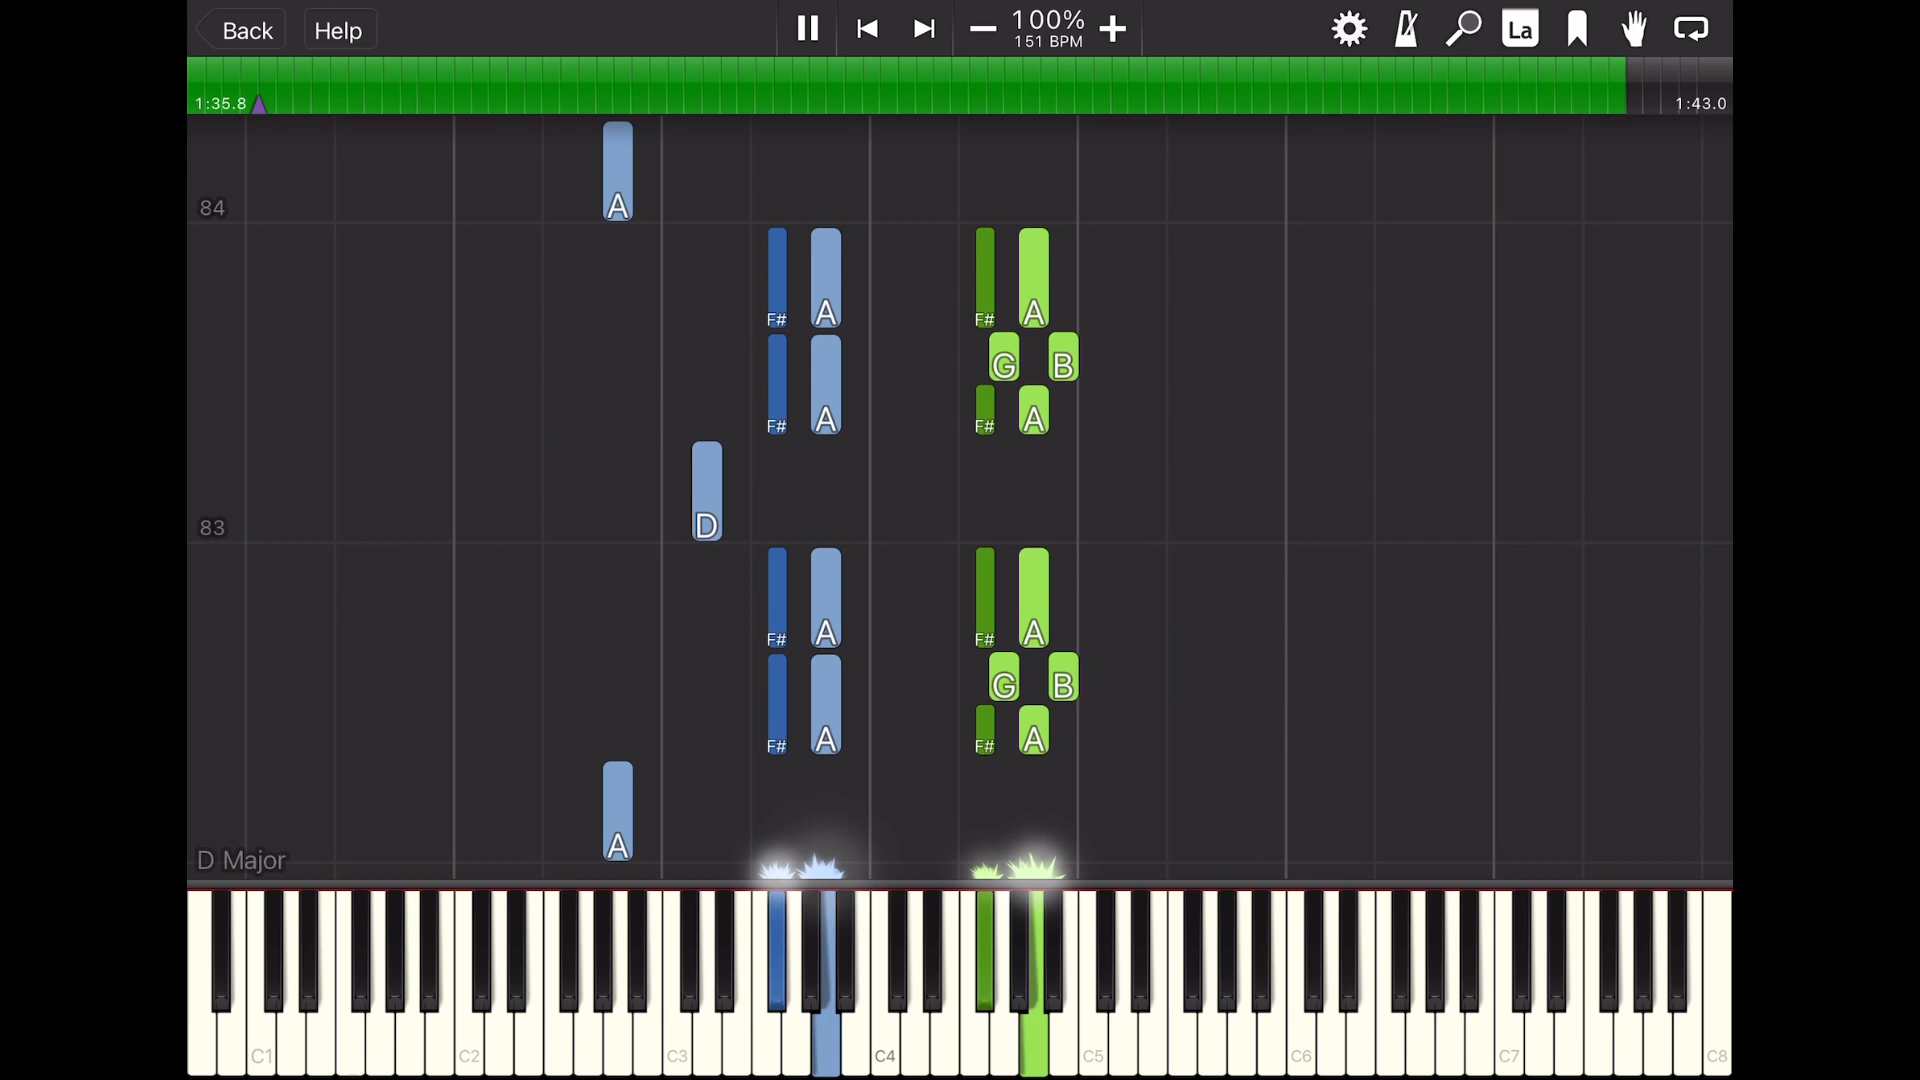 Back Help 100% La
151 BPM
1:35.8 1:43.0
A
84
F# A F# A
G B
F# A F# A
D
83
F# A F# A
G B
F# A F# A
A
D Major
C1 C2 C3 C4 C5 C6 C7 C8